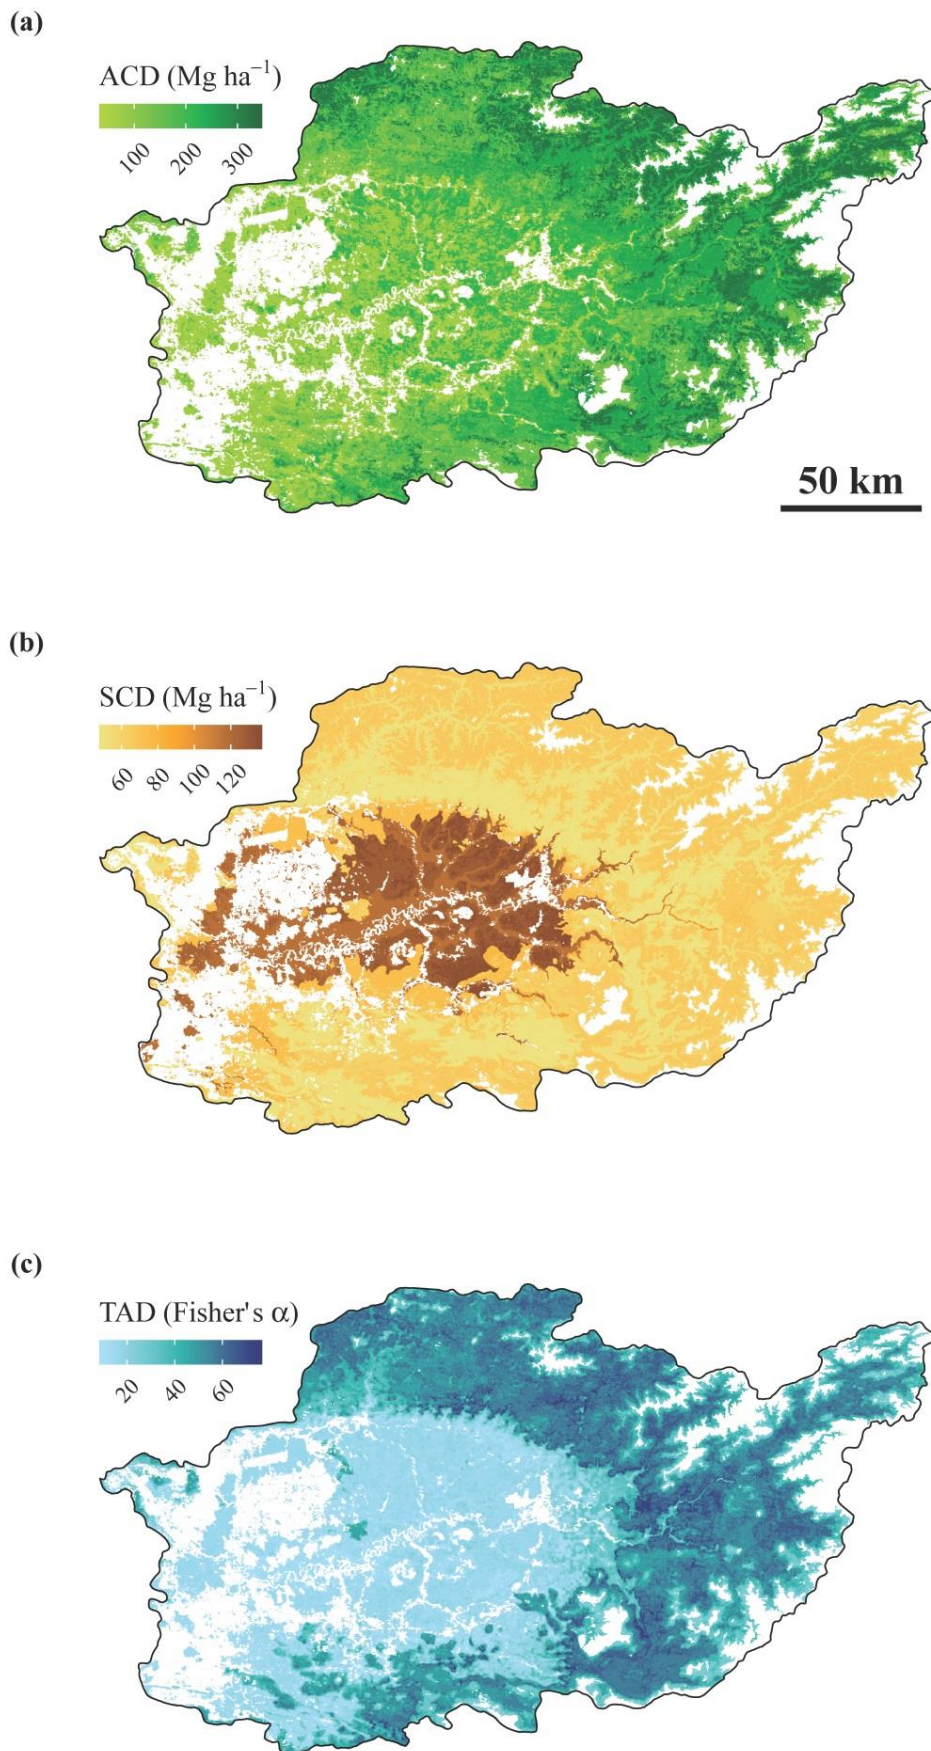 (a)
ACD (Mg ha⁻¹)
100 200 300
50 km
(b)
SCD (Mg ha⁻¹)
60 80 100 120
(c)
TAD (Fisher's α)
20 40 60